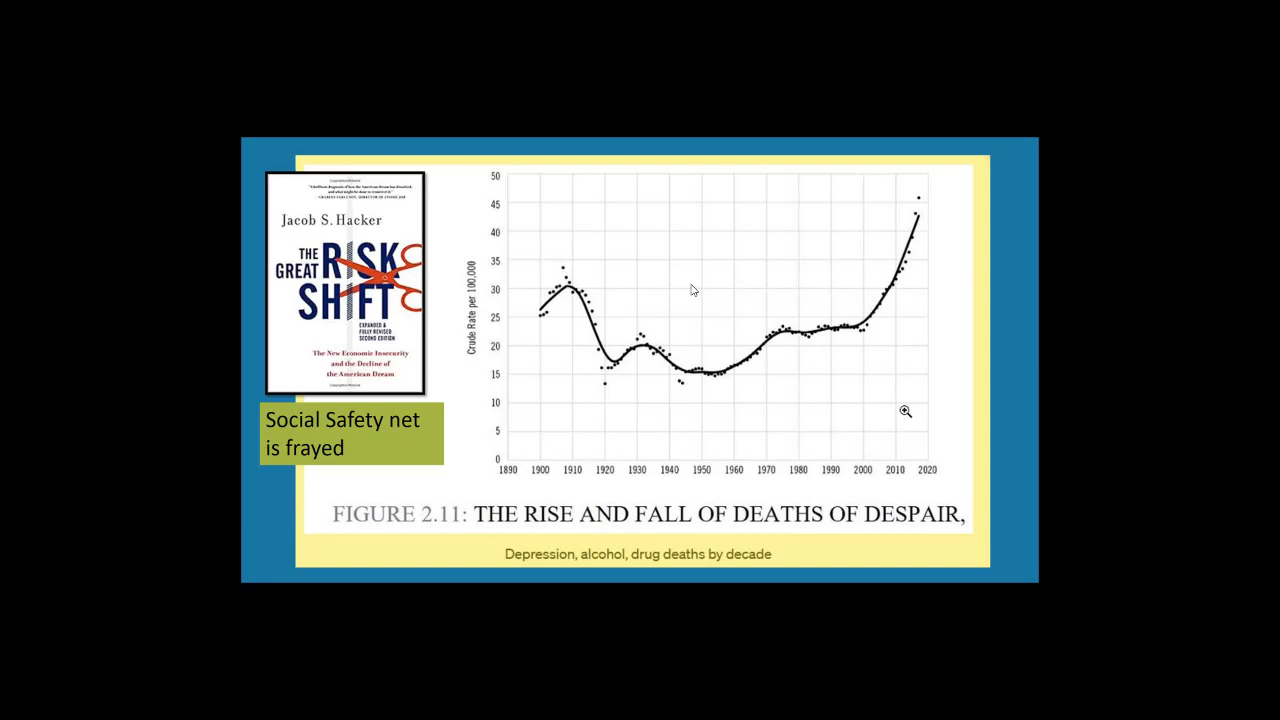 Jacob S. Hacker
THE
GREAT
RISK
SHIFT
EXPANDED &
FULLY REVISED
SECOND EDITION
The New Economic Insecurity
and the Decline of
the American Dream
Social Safety net
is frayed
Crude Rate per 100,000
50
45
40
35
30
25
20
15
10
5
0
1890 1900 1910 1920 1930 1940 1950 1960 1970 1980 1990 2000 2010 2020
FIGURE 2.11: THE RISE AND FALL OF DEATHS OF DESPAIR,
Depression, alcohol, drug deaths by decade